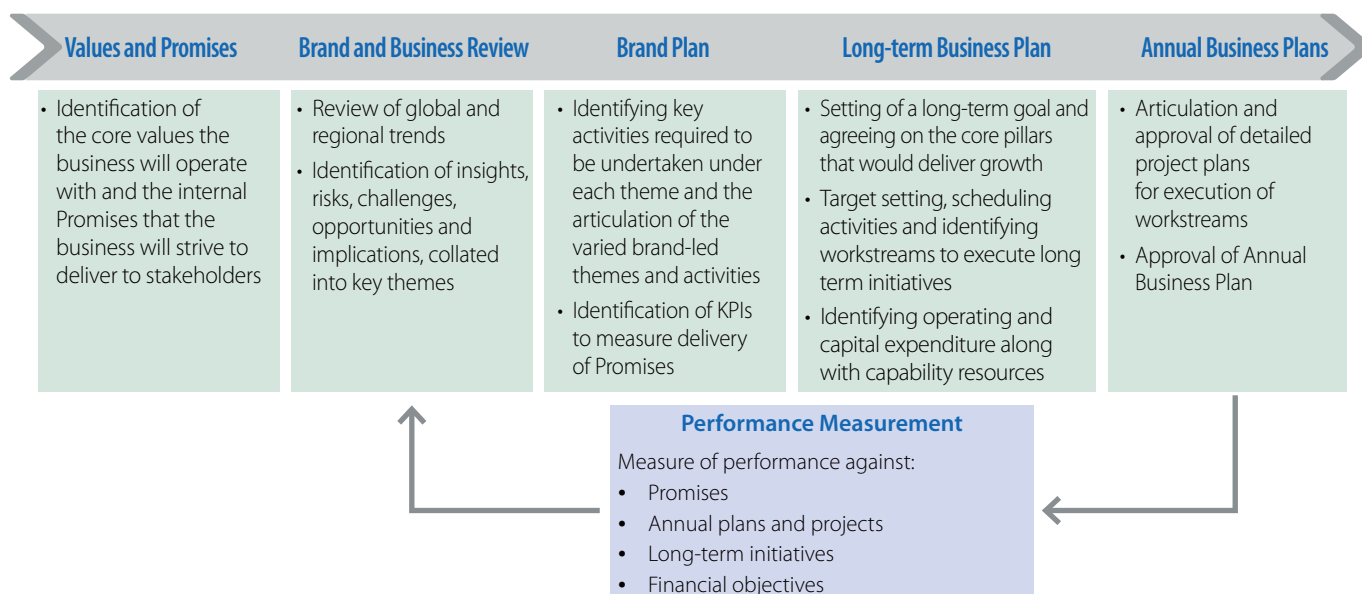 Values and Promises
Brand and Business Review
Brand Plan
Long-term Business Plan
Annual Business Plans
• Identification of
the core values the
business will operate
with and the internal
Promises that the
business will strive to
deliver to stakeholders
• Review of global and
regional trends
• Identification of insights,
risks, challenges,
opportunities and
implications, collated
into key themes
• Identifying key
activities required to
be undertaken under
each theme and the
articulation of the
varied brand-led
themes and activities
• Identification of KPIs
to measure delivery
of Promises
• Setting of a long-term goal and
agreeing on the core pillars
that would deliver growth
• Target setting, scheduling
activities and identifying
workstreams to execute long
term initiatives
• Identifying operating and
capital expenditure along
with capability resources
• Articulation and
approval of detailed
project plans
for execution of
workstreams
• Approval of Annual
Business Plan
Performance Measurement
Measure of performance against:
• Promises
• Annual plans and projects
• Long-term initiatives
• Financial objectives